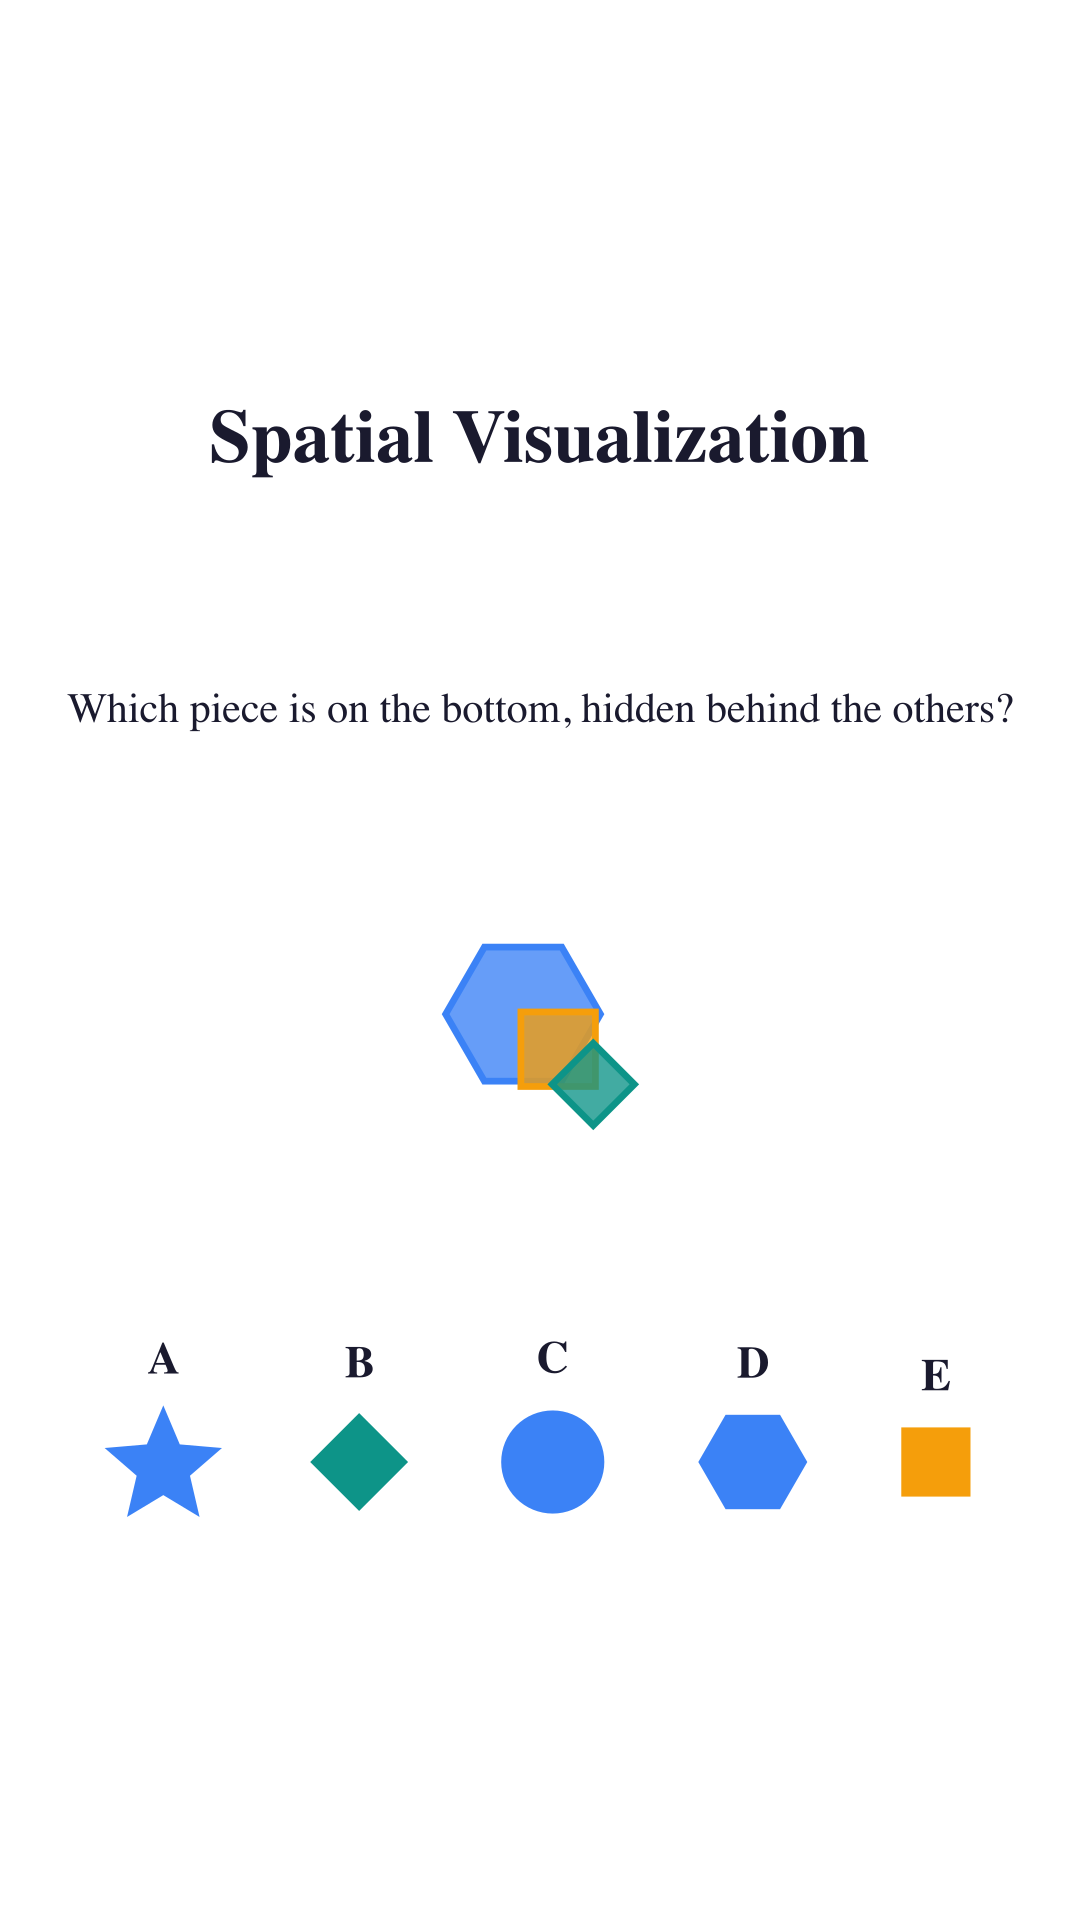 Spatial Visualization
Which piece is on the bottom, hidden behind the others?
A B C D E